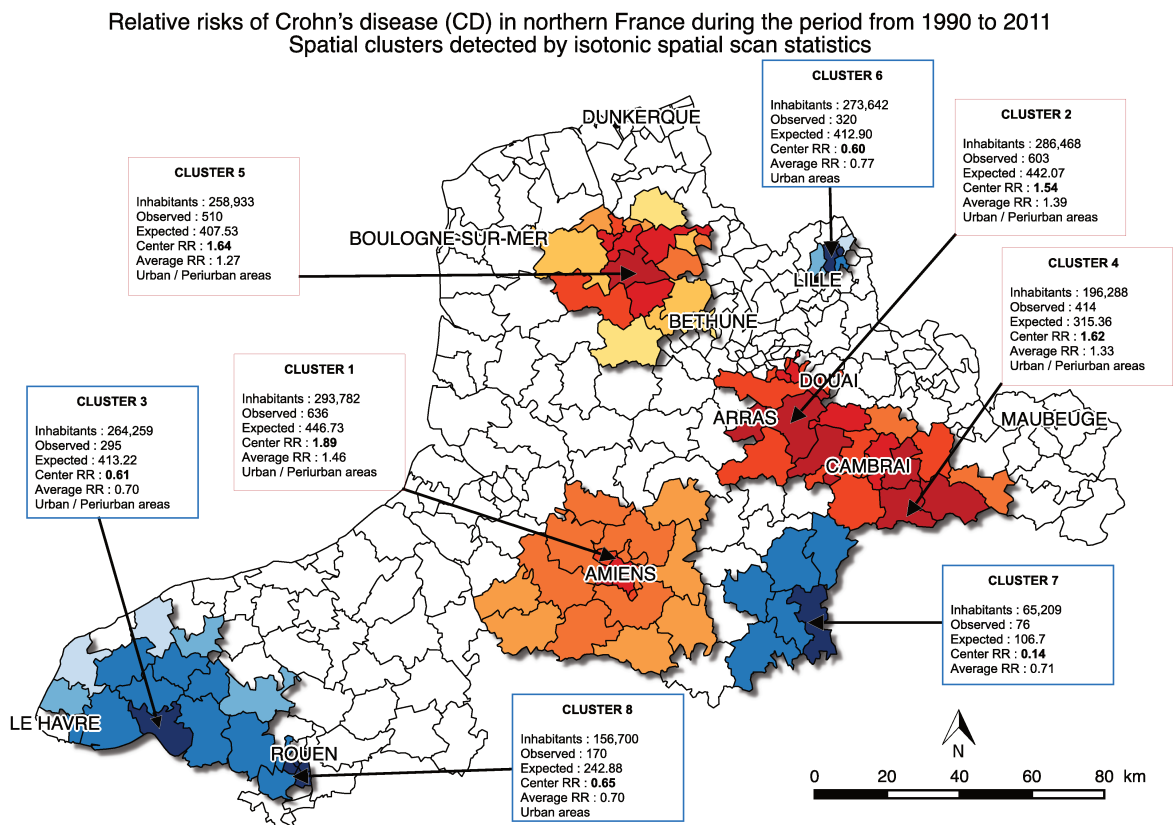 Relative risks of Crohn's disease (CD) in northern France during the period from 1990 to 2011
Spatial clusters detected by isotonic spatial scan statistics
CLUSTER 6
Inhabitants : 273,642
Observed : 320
Expected : 412.90
Center RR : 0.60
Average RR : 0.77
Urban areas
CLUSTER 2
Inhabitants : 286,468
Observed : 603
Expected : 442.07
Center RR : 1.54
Average RR : 1.39
Urban / Periurban areas
DUNKERQUE
CLUSTER 5
Inhabitants : 258,933
Observed : 510
Expected : 407.53
Center RR : 1.64
Average RR : 1.27
Urban / Periurban areas
BOULOGNE-SUR-MER
LILLE
CLUSTER 4
Inhabitants : 196,288
Observed : 414
Expected : 315.36
Center RR : 1.62
Average RR : 1.33
Urban / Periurban areas
BETHUNE
CLUSTER 1
Inhabitants : 293,782
Observed : 636
Expected : 446.73
Center RR : 1.89
Average RR : 1.46
Urban / Periurban areas
DOUAI
ARRAS
MAUBEUGE
CAMBRAI
CLUSTER 3
Inhabitants : 264,259
Observed : 295
Expected : 413.22
Center RR : 0.61
Average RR : 0.70
Urban / Periurban areas
AMIENS
CLUSTER 7
Inhabitants : 65,209
Observed : 76
Expected : 106.7
Center RR : 0.14
Average RR : 0.71
LE HAVRE
ROUEN
CLUSTER 8
Inhabitants : 156,700
Observed : 170
Expected : 242.88
Center RR : 0.65
Average RR : 0.70
Urban areas
N
0 20 40 60 80 km